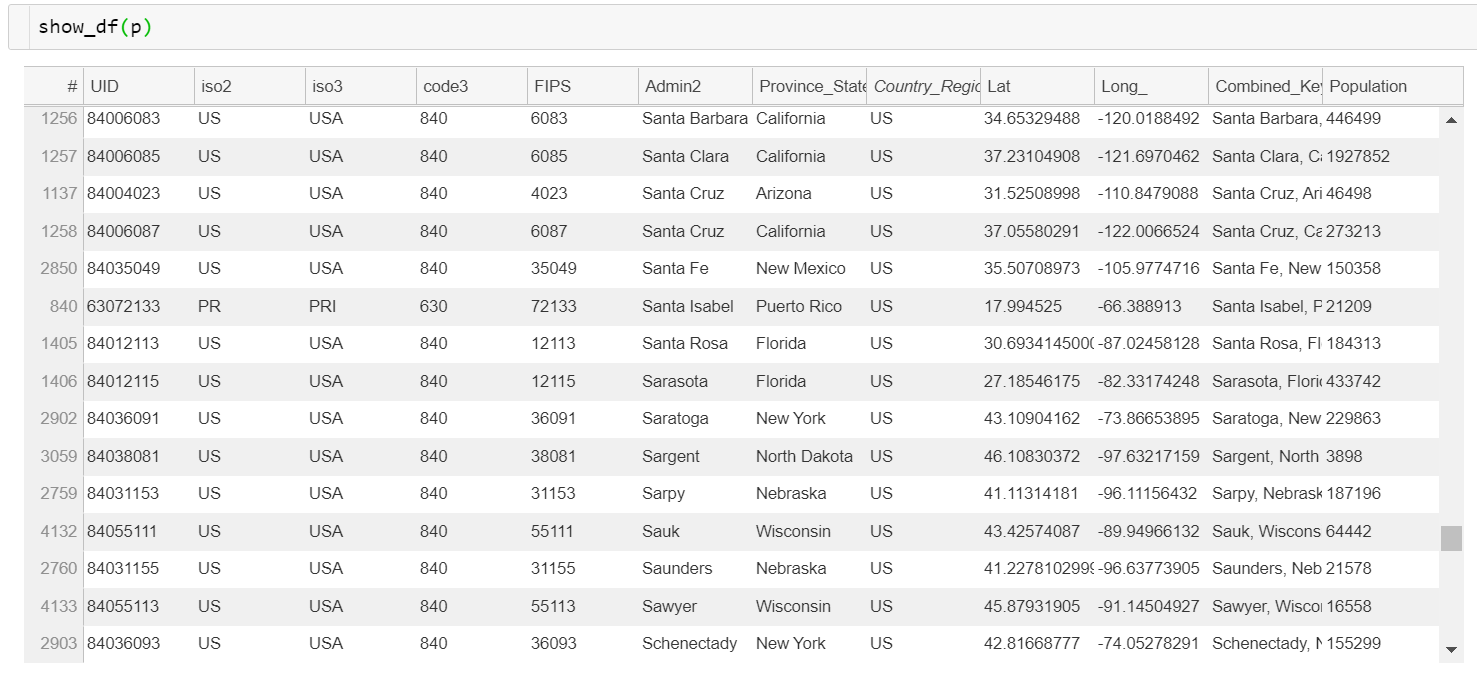 show_df(p)
# UID iso2 iso3 code3 FIPS Admin2 Province_State Country_Regic Lat Long_ Combined_Key Population
1256 84006083 US USA 840 6083 Santa Barbara California US 34.65329488 -120.0188492 Santa Barbara, 446499
1257 84006085 US USA 840 6085 Santa Clara California US 37.23104908 -121.6970462 Santa Clara, Ca 1927852
1137 84004023 US USA 840 4023 Santa Cruz Arizona US 31.52508998 -110.8479088 Santa Cruz, Ari 46498
1258 84006087 US USA 840 6087 Santa Cruz California US 37.05580291 -122.0066524 Santa Cruz, Ca 273213
2850 84035049 US USA 840 35049 Santa Fe New Mexico US 35.50708973 -105.9774716 Santa Fe, New 150358
840 63072133 PR PRI 630 72133 Santa Isabel Puerto Rico US 17.994525 -66.388913 Santa Isabel, P 21209
1405 84012113 US USA 840 12113 Santa Rosa Florida US 30.6934145000 -87.02458128 Santa Rosa, Fl 184313
1406 84012115 US USA 840 12115 Sarasota Florida US 27.18546175 -82.33174248 Sarasota, Flori 433742
2902 84036091 US USA 840 36091 Saratoga New York US 43.10904162 -73.86653895 Saratoga, New 229863
3059 84038081 US USA 840 38081 Sargent North Dakota US 46.10830372 -97.63217159 Sargent, North 3898
2759 84031153 US USA 840 31153 Sarpy Nebraska US 41.11314181 -96.11156432 Sarpy, Nebrask 187196
4132 84055111 US USA 840 55111 Sauk Wisconsin US 43.42574087 -89.94966132 Sauk, Wiscons 64442
2760 84031155 US USA 840 31155 Saunders Nebraska US 41.2278102999 -96.63773905 Saunders, Neb 21578
4133 84055113 US USA 840 55113 Sawyer Wisconsin US 45.87931905 -91.14504927 Sawyer, Wiscon 16558
2903 84036093 US USA 840 36093 Schenectady New York US 42.81668777 -74.05278291 Schenectady, N 155299